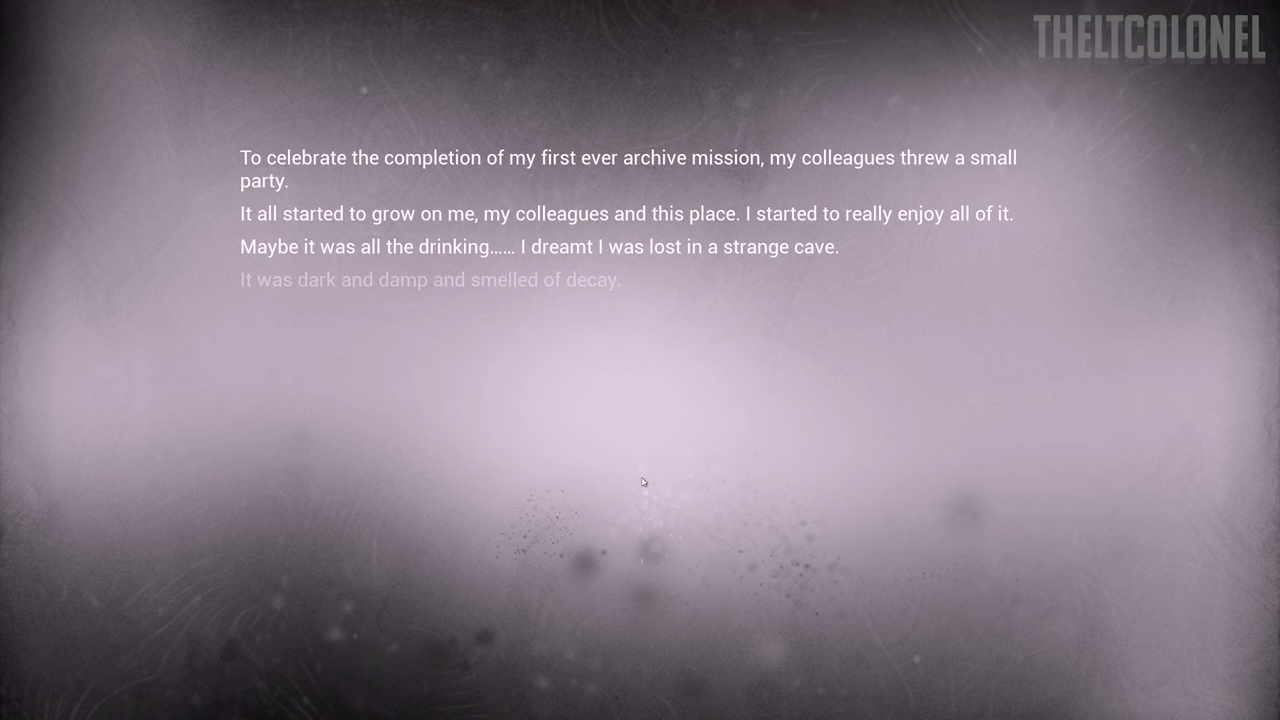 THELTCOLONEL
To celebrate the completion of my first ever archive mission, my colleagues threw a small
party.
It all started to grow on me, my colleagues and this place. I started to really enjoy all of it.
Maybe it was all the drinking...... I dreamt I was lost in a strange cave.
It was dark and damp and smelled of decay.